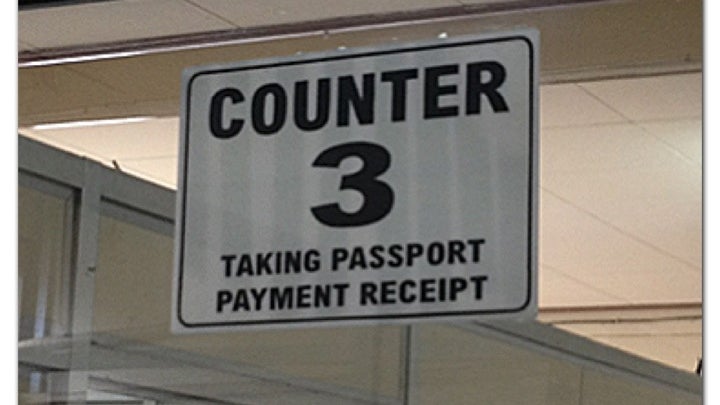 COUNTER
3
TAKING PASSPORT
PAYMENT RECEIPT